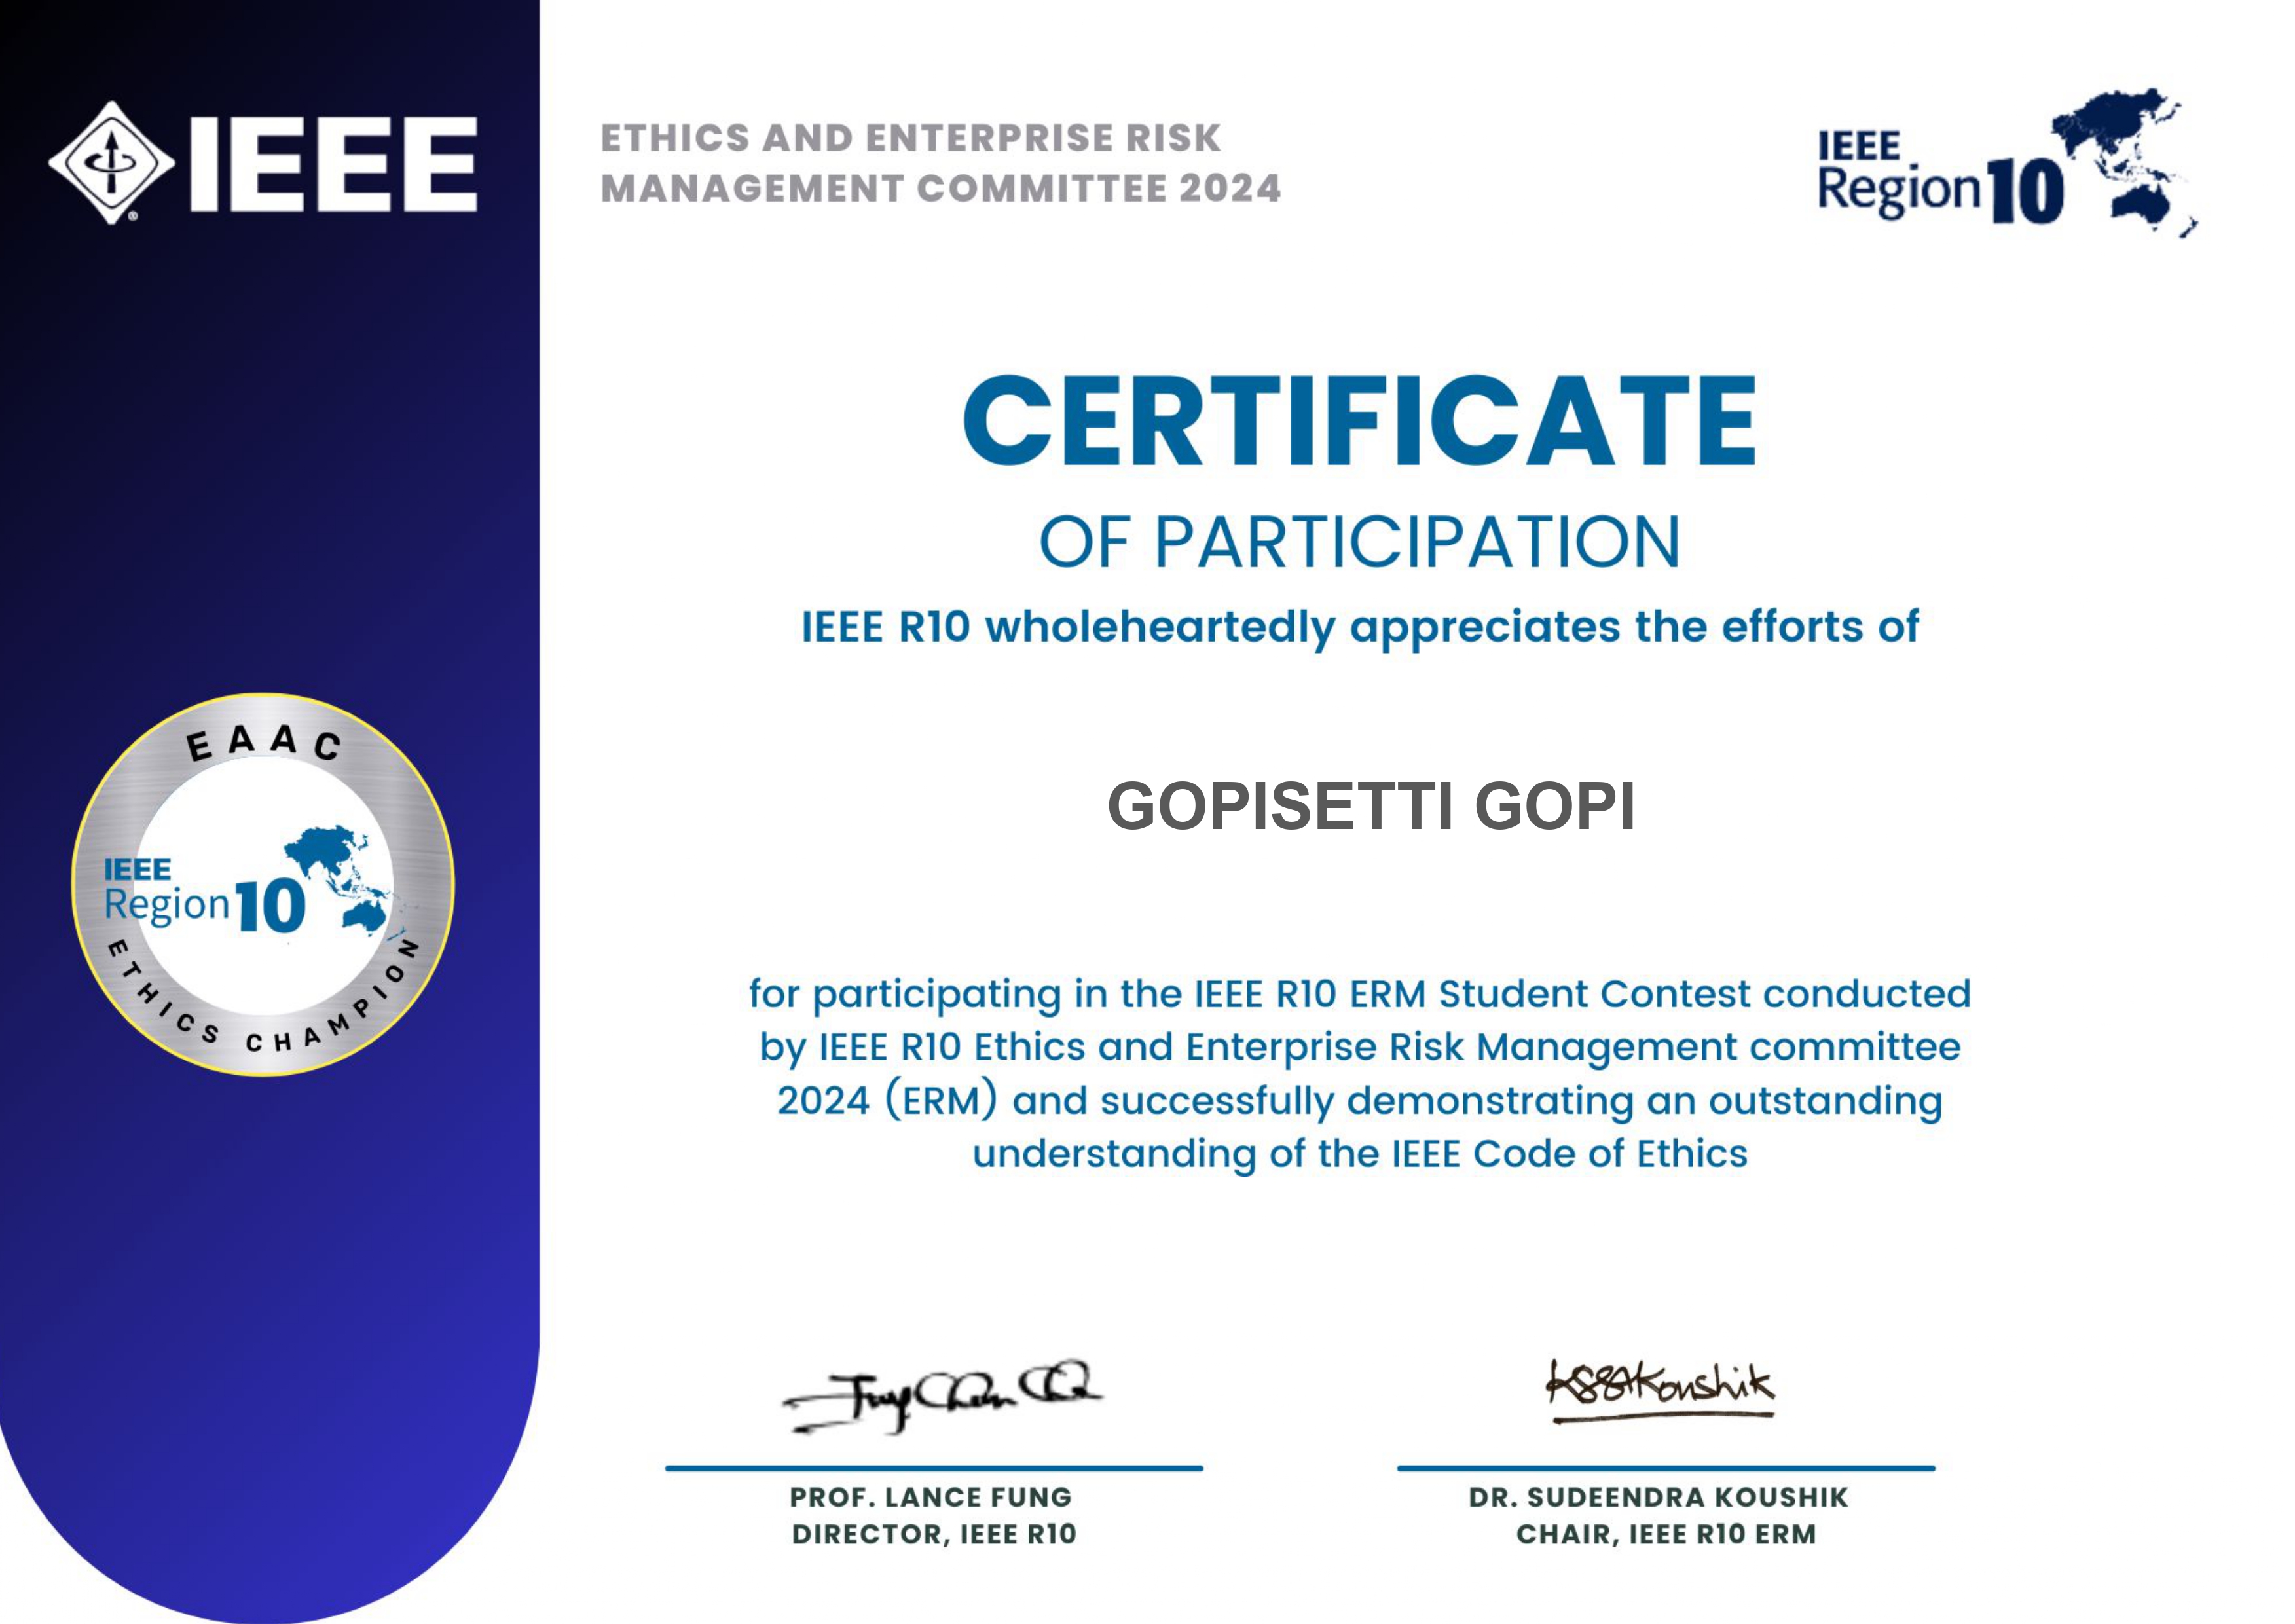 IEEE
ETHICS AND ENTERPRISE RISK
MANAGEMENT COMMITTEE 2024
IEEE
Region 10
CERTIFICATE
OF PARTICIPATION
IEEE R10 wholeheartedly appreciates the efforts of
GOPISETTI GOPI
EAAC
IEEE
Region 10
ETHICS CHAMPION
for participating in the IEEE R10 ERM Student Contest conducted
by IEEE R10 Ethics and Enterprise Risk Management committee
2024 (ERM) and successfully demonstrating an outstanding
understanding of the IEEE Code of Ethics
PROF. LANCE FUNG
DIRECTOR, IEEE R10
DR. SUDEENDRA KOUSHIK
CHAIR, IEEE R10 ERM